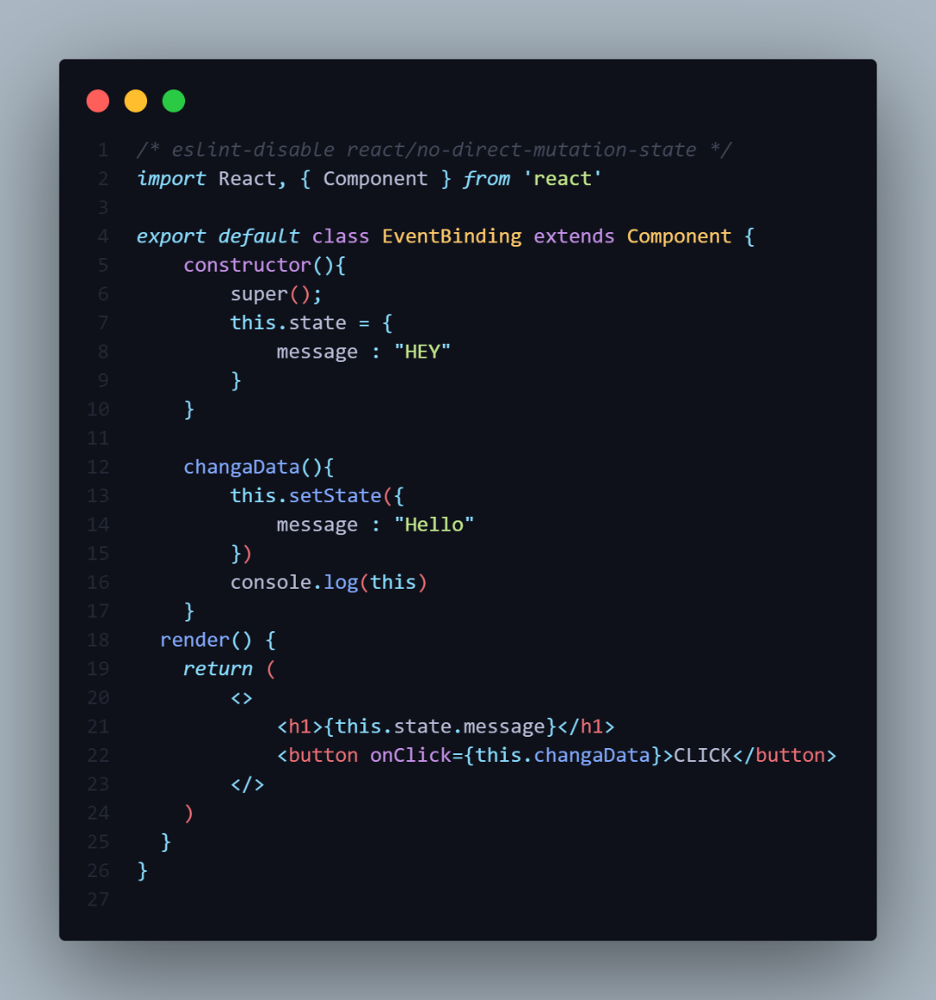 1 /* eslint-disable react/no-direct-mutation-state */
2 import React, { Component } from 'react'
3
4 export default class EventBinding extends Component {
5     constructor(){
6         super();
7         this.state = {
8             message : "HEY"
9         }
10     }
11
12     changaData(){
13         this.setState({
14             message : "Hello"
15         })
16         console.log(this)
17     }
18   render() {
19     return (
20         <>
21             <h1>{this.state.message}</h1>
22             <button onClick={this.changaData}>CLICK</button>
23         </>
24     )
25   }
26 }
27